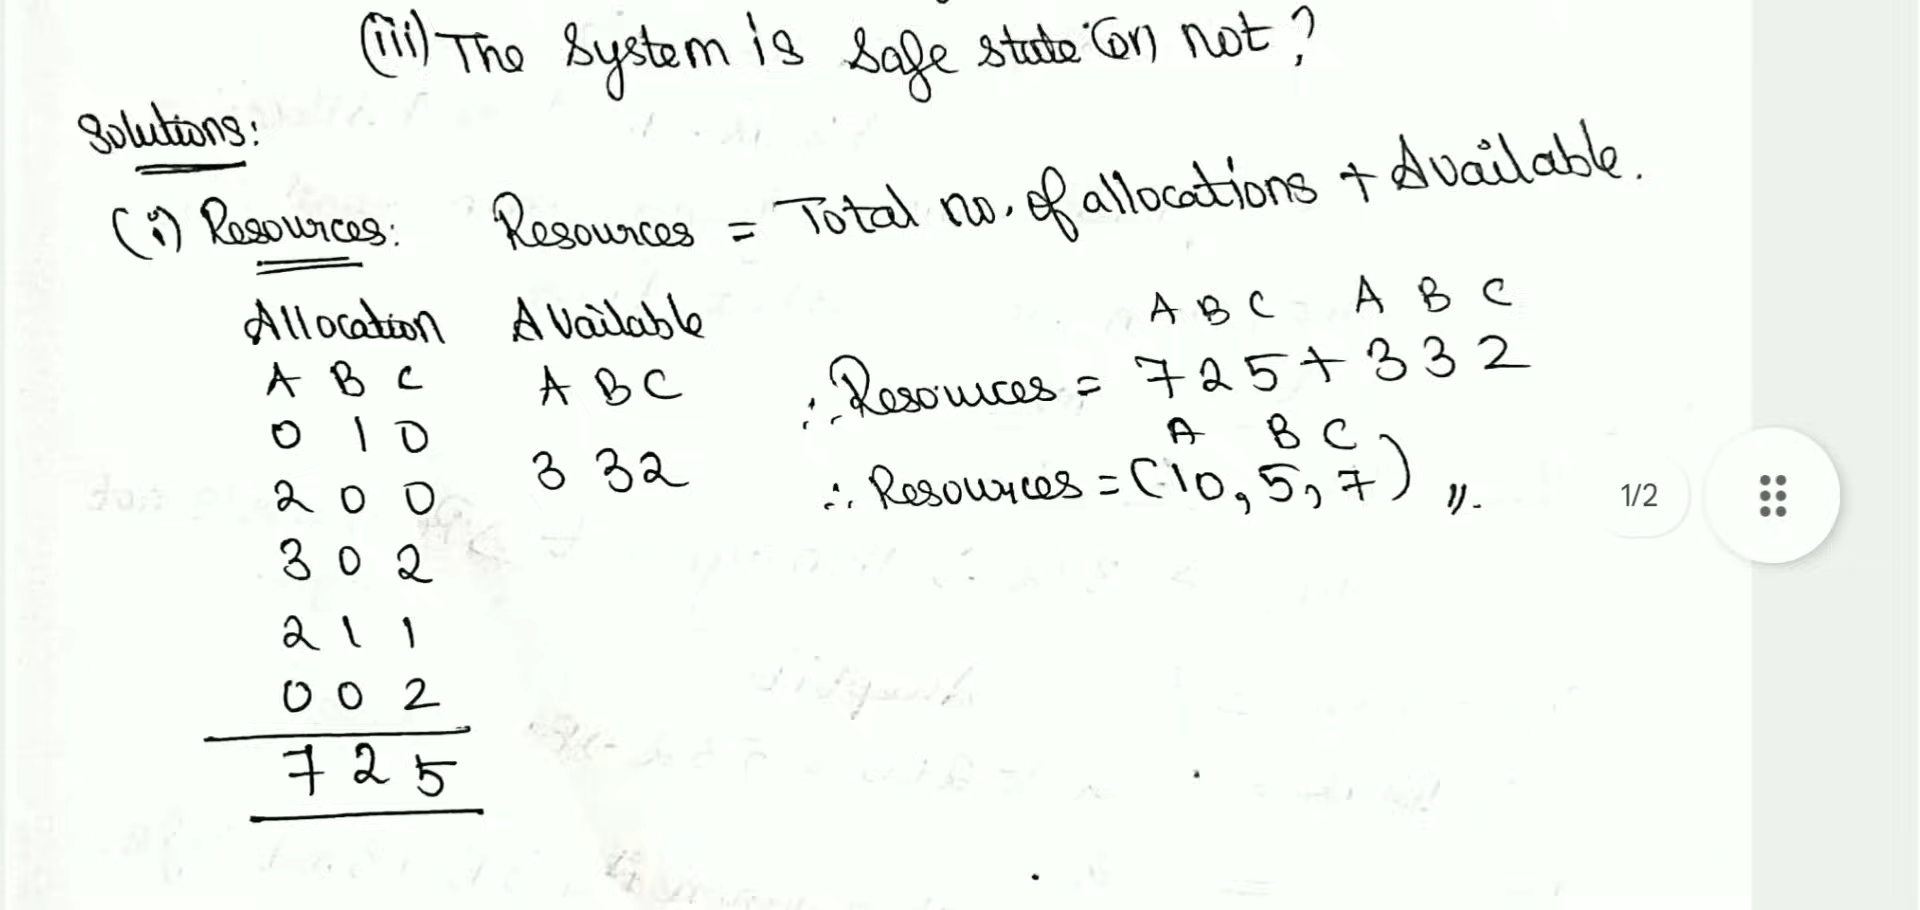 (iii) The System is Safe state (or) not?
Solutions:
(i) Resources: Resources = Total no. of allocations + Available.
Allocation Available
A B C A B C
A B C A B C
∴ Resources = 7 2 5 + 3 3 2
0 1 0
A B C
3 3 2
∴ Resources = (10, 5, 7) //.
2 0 0
3 0 2
2 1 1
0 0 2
7 2 5
1/2